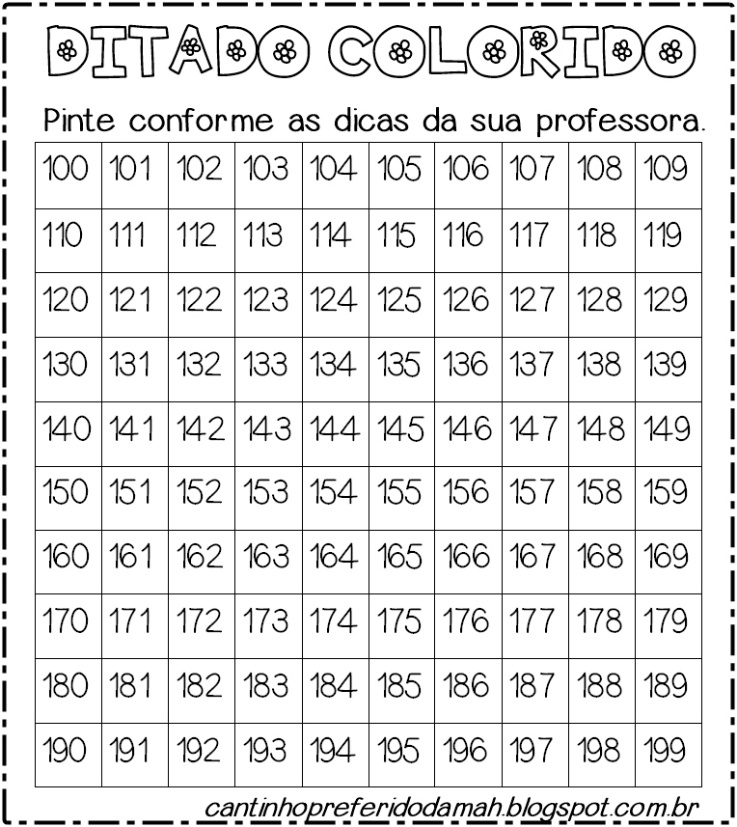 DITADO COLORIDO
Pinte conforme as dicas da sua professora.
100 101 102 103 104 105 106 107 108 109
110 111 112 113 114 115 116 117 118 119
120 121 122 123 124 125 126 127 128 129
130 131 132 133 134 135 136 137 138 139
140 141 142 143 144 145 146 147 148 149
150 151 152 153 154 155 156 157 158 159
160 161 162 163 164 165 166 167 168 169
170 171 172 173 174 175 176 177 178 179
180 181 182 183 184 185 186 187 188 189
190 191 192 193 194 195 196 197 198 199
cantinhopreferidodamah.blogspot.com.br